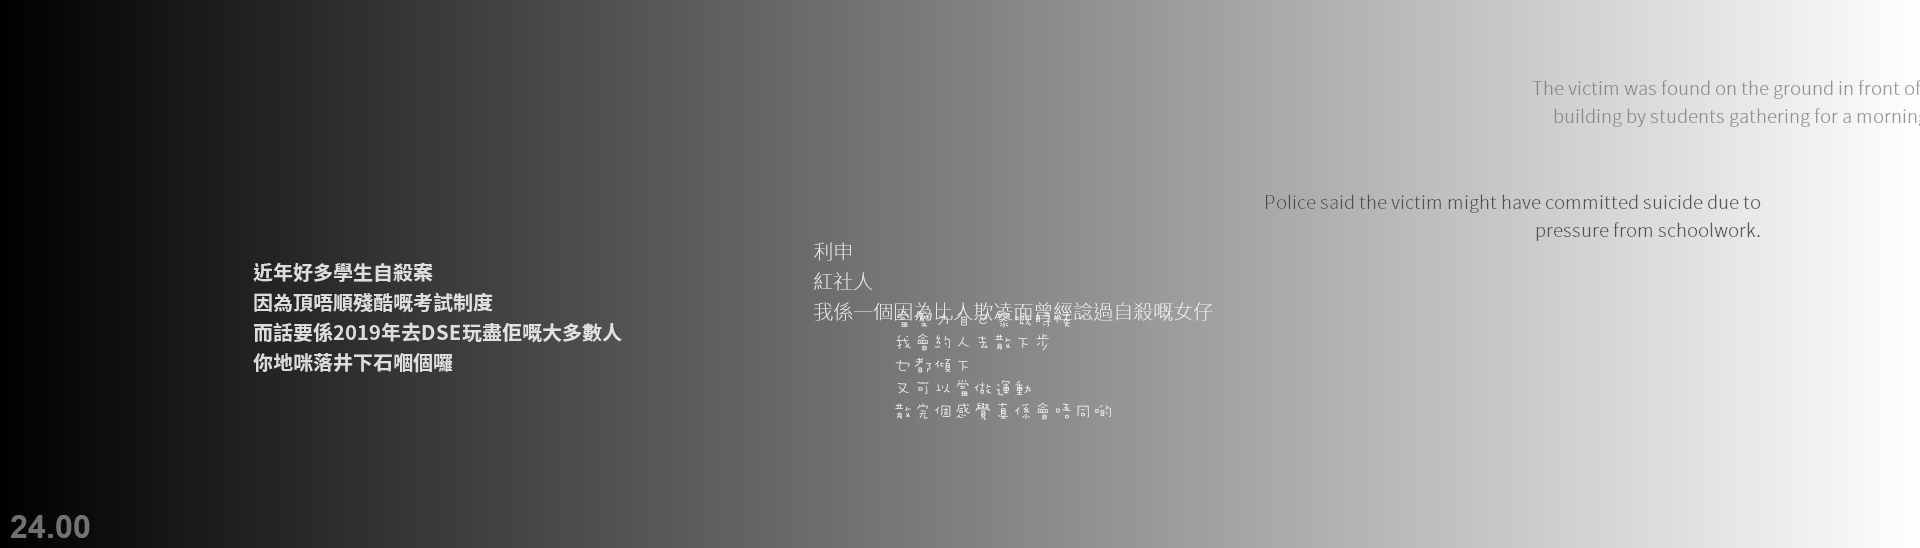 The victim was found on the ground in front of
building by students gathering for a morning
Police said the victim might have committed suicide due to
pressure from schoolwork.
近年好多學生自殺案
因為頂唔順殘酷嘅考試制度
而話要係2019年去DSE玩盡佢嘅大多數人
你地咪落井下石嗰個囉
利申
紅社人
我係一個因為比人欺凌而曾經諗過自殺嘅女仔
我會約人去散下步
乜都傾下
又可以當做運動
散完個感覺真係會唔同啲
24.00